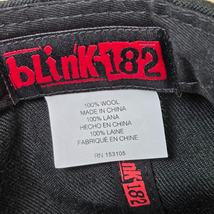 blink-182
100% WOOL
MADE IN CHINA
100% LANA
HECHO EN CHINA
100% LAINE
FABRIQUÉ EN CHINE
RN 153105
blink-182